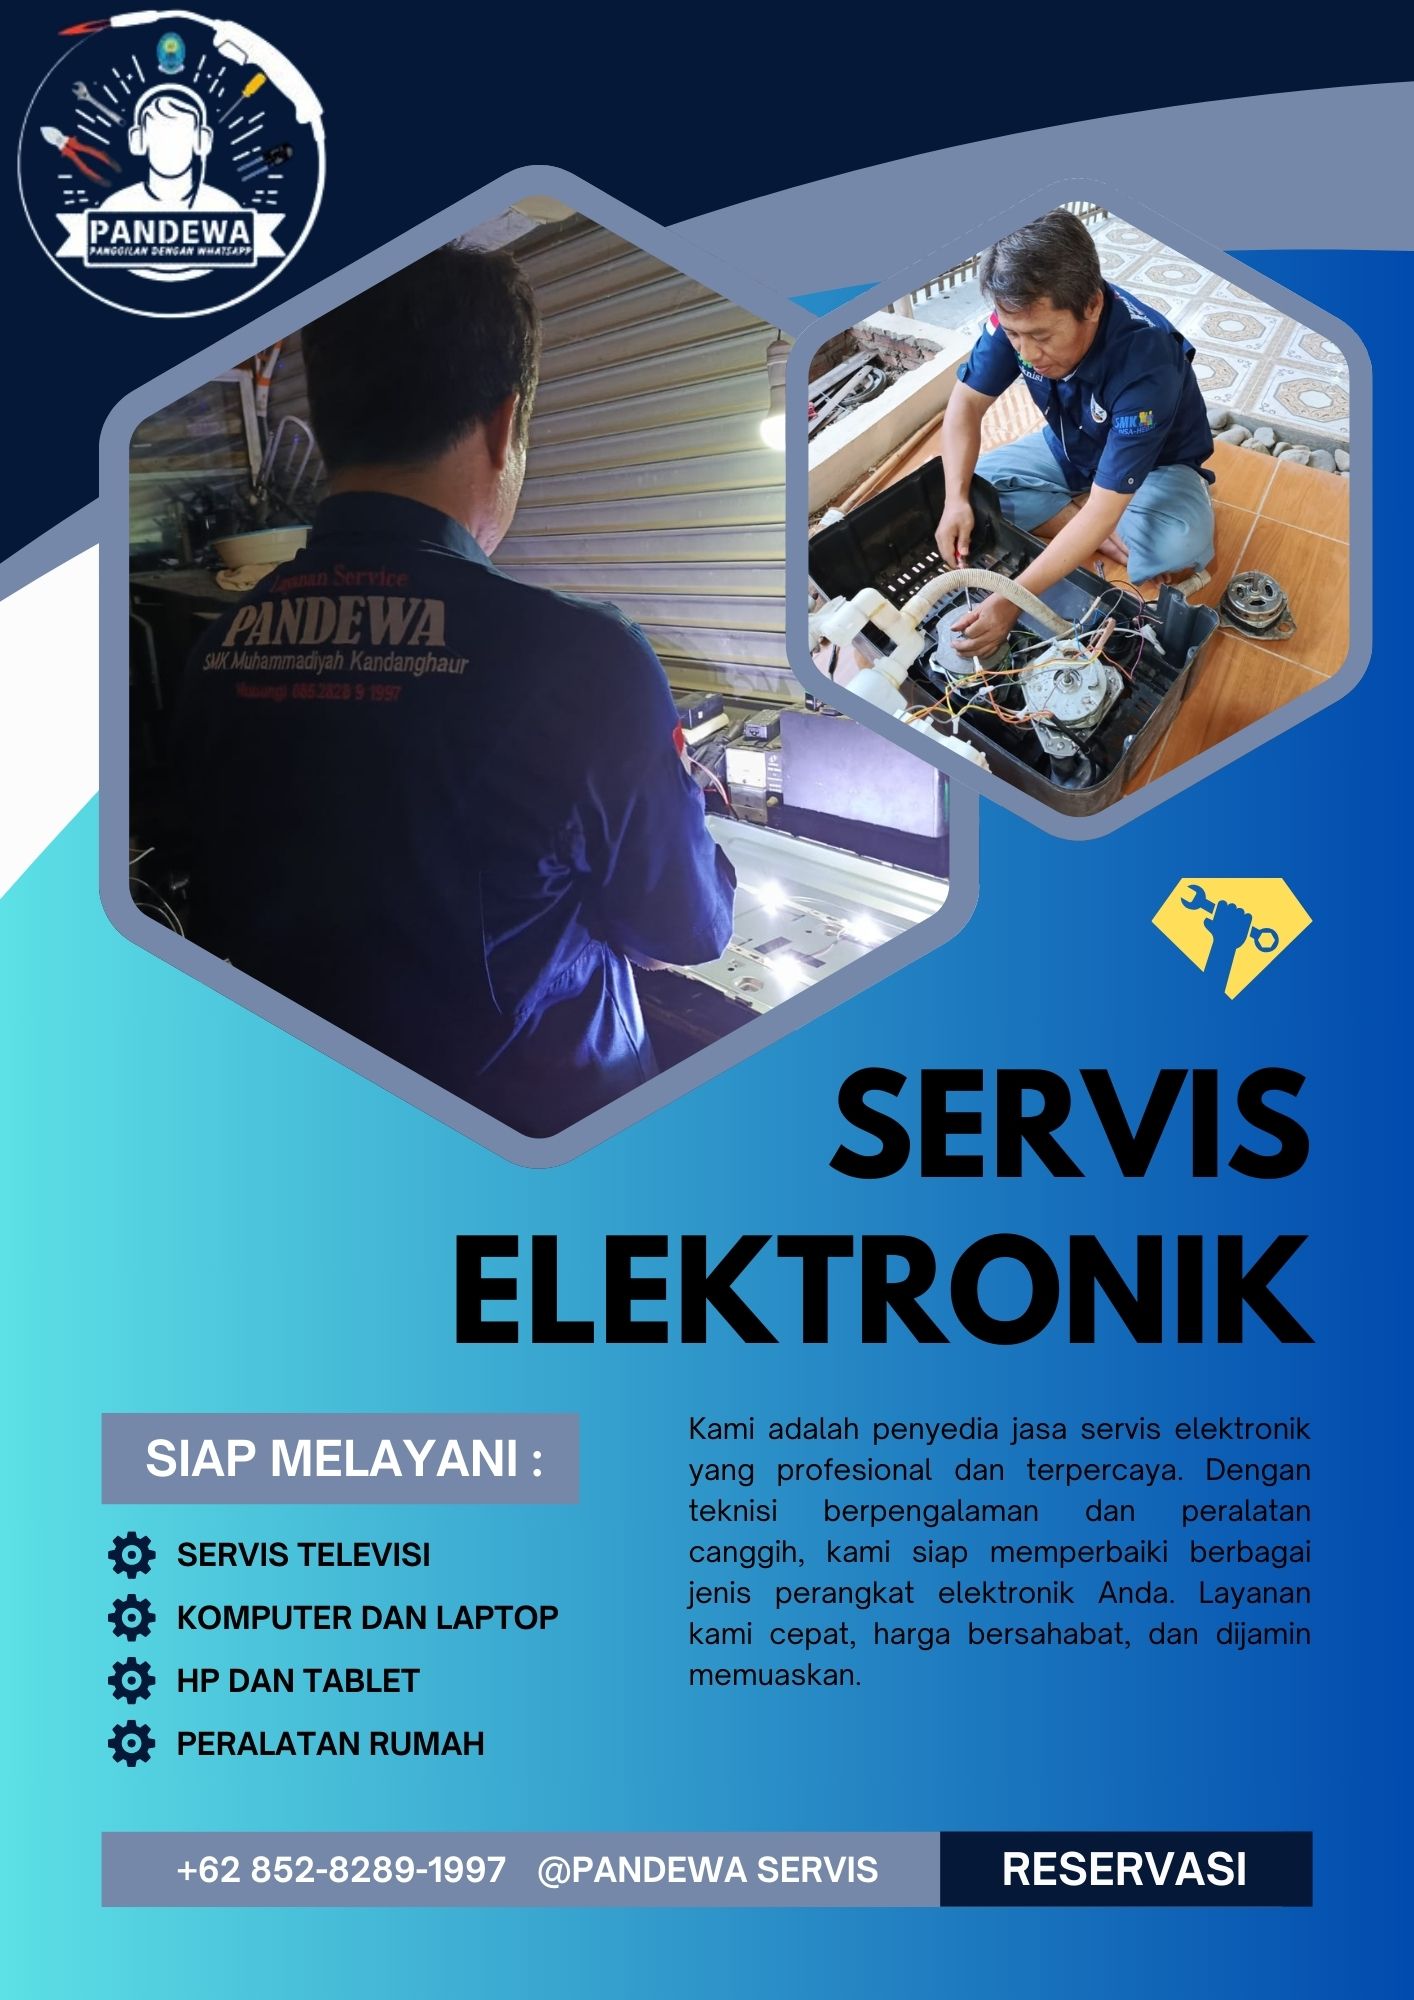 PANDEWA
PANGGILAN DENGAN WHATSAPP
Layanan Service
PANDEWA
SMK Muhammadiyah Kandanghaur
Hubungi 085 2828 9 1997
SMK
SERVIS
ELEKTRONIK
SIAP MELAYANI :
SERVIS TELEVISI
KOMPUTER DAN LAPTOP
HP DAN TABLET
PERALATAN RUMAH
Kami adalah penyedia jasa servis elektronik
yang profesional dan terpercaya. Dengan
teknisi berpengalaman dan peralatan
canggih, kami siap memperbaiki berbagai
jenis perangkat elektronik Anda. Layanan
kami cepat, harga bersahabat, dan dijamin
memuaskan.
+62 852-8289-1997 @PANDEWA SERVIS
RESERVASI